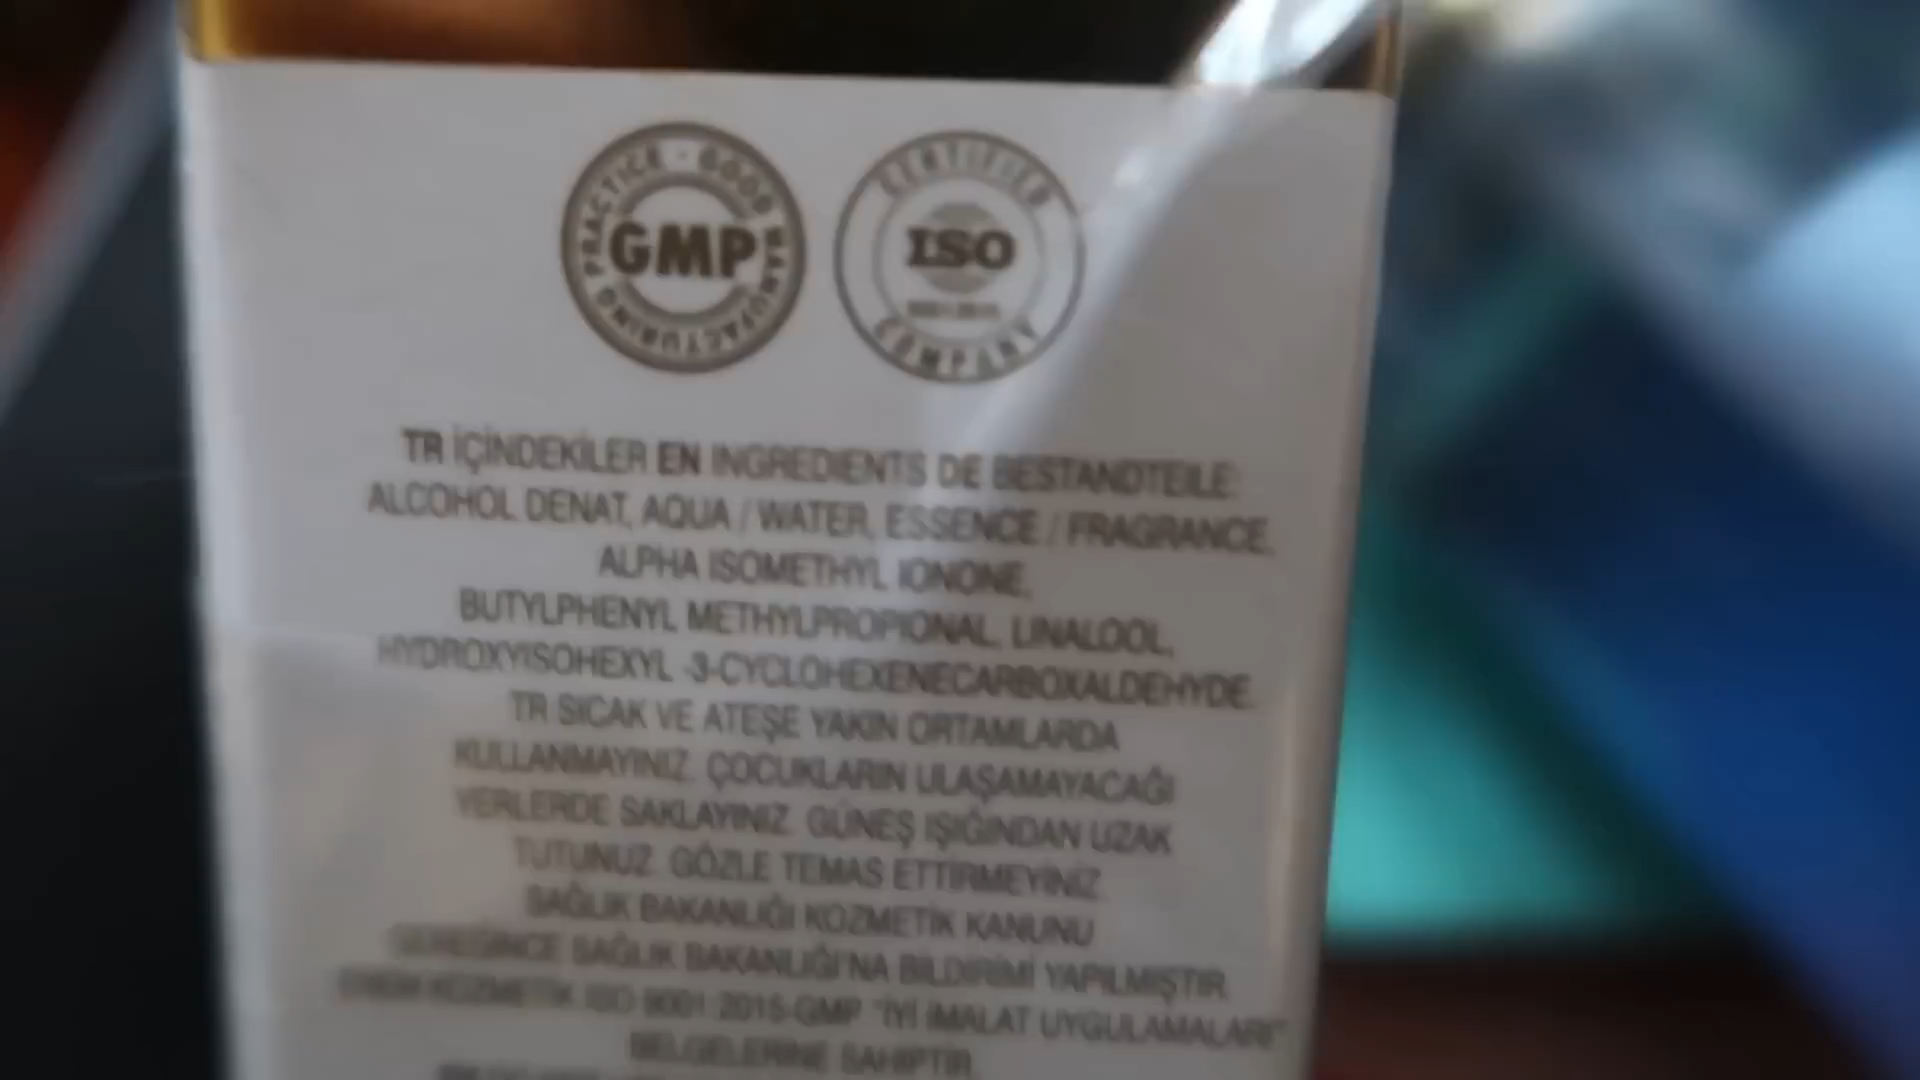 PRACTICE - GOOD MANUFACTURING
GMP
CERTIFIED
ISO
COMPANY
TR İÇİNDEKİLER EN INGREDIENTS DE BESTANDTEILE:
ALCOHOL DENAT, AQUA / WATER, ESSENCE / FRAGRANCE,
ALPHA ISOMETHYL IONONE,
BUTYLPHENYL METHYLPROPIONAL, LINALOOL,
HYDROXYISOHEXYL -3-CYCLOHEXENECARBOXALDEHYDE.
TR SICAK VE ATEŞE YAKIN ORTAMLARDA
KULLANMAYINIZ. ÇOCUKLARIN ULAŞAMAYACAĞI
YERLERDE SAKLAYINIZ. GÜNEŞ IŞIĞINDAN UZAK
TUTUNUZ. GÖZLE TEMAS ETTİRMEYİNİZ.
SAĞLIK BAKANLIĞI KOZMETİK KANUNU
GEREĞİNCE SAĞLIK BAKANLIĞI'NA BİLDİRİMİ YAPILMIŞTIR.
KOZMETİK ISO 9001:2015-GMP "İYİ İMALAT UYGULAMALARI"
BELGELERİNE SAHİPTİR.